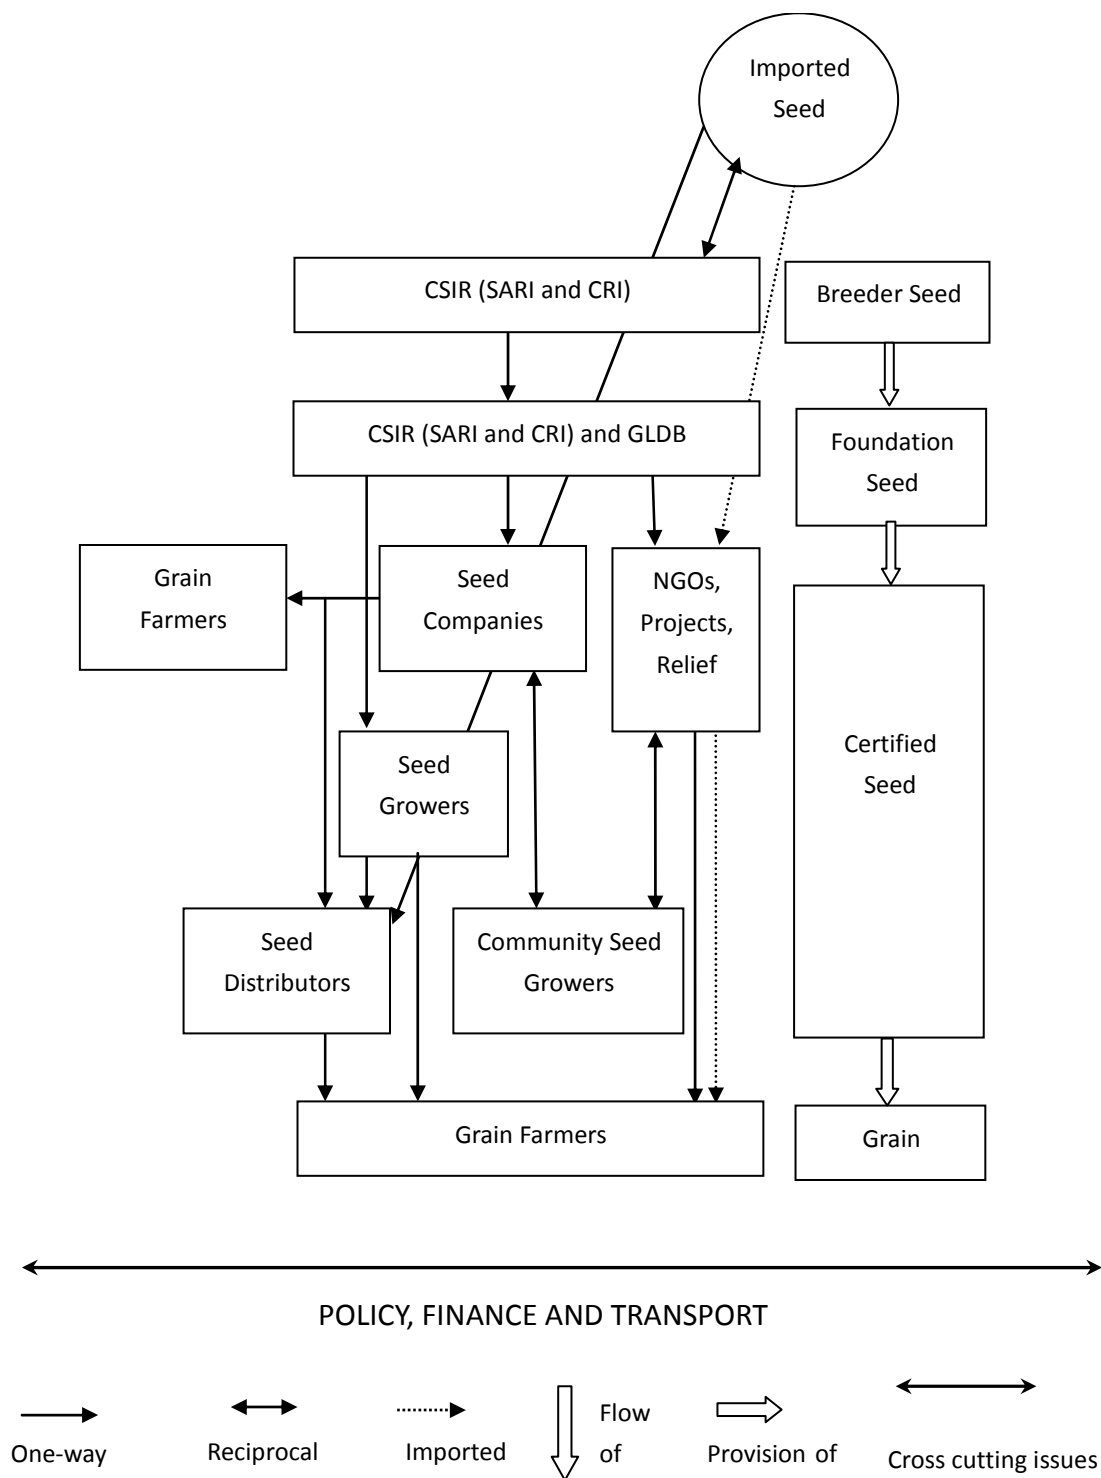 Imported
Seed
CSIR (SARI and CRI)
Breeder Seed
CSIR (SARI and CRI) and GLDB
Foundation
Seed
Grain
Farmers
Seed
Companies
NGOs,
Projects,
Relief
Certified
Seed
Seed
Growers
Seed
Distributors
Community Seed
Growers
Grain Farmers
Grain
POLICY, FINANCE AND TRANSPORT
One-way
Reciprocal
Imported
Flow
of
Provision of
Cross cutting issues